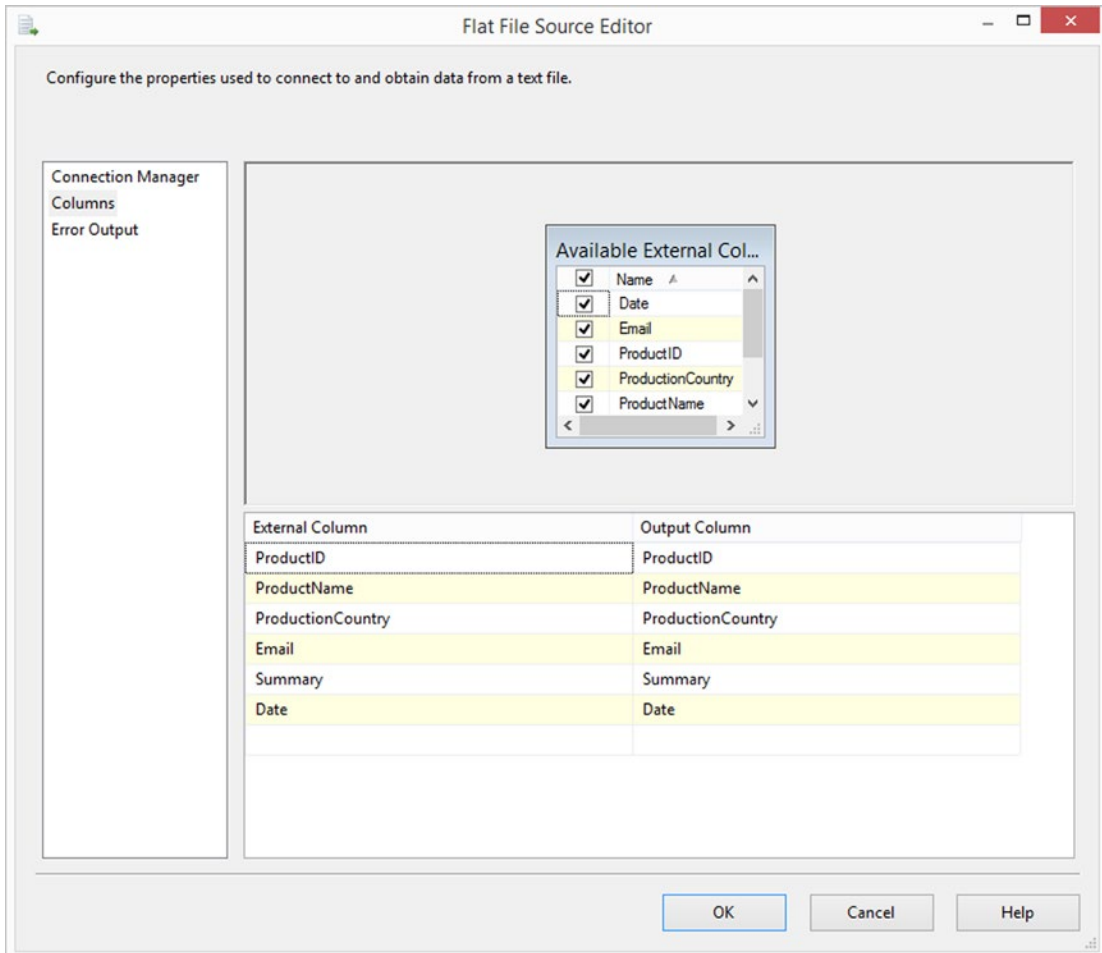 Flat File Source Editor
Configure the properties used to connect to and obtain data from a text file.
Connection Manager
Columns
Error Output
Available External Col...
Name
Date
Email
ProductID
ProductionCountry
ProductName
External Column Output Column
ProductID ProductID
ProductName ProductName
ProductionCountry ProductionCountry
Email Email
Summary Summary
Date Date
OK Cancel Help